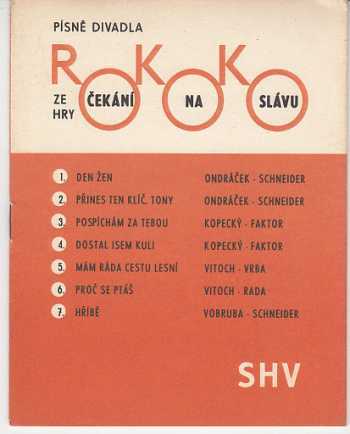 PÍSNĚ DIVADLA
ROKOKO
ZE HRY ČEKÁNÍ NA SLÁVU
1. DEN ŽEN ONDRÁČEK - SCHNEIDER
2. PŘINES TEN KLÍČ, TONY ONDRÁČEK - SCHNEIDER
3. POSPÍCHÁM ZA TEBOU KOPECKÝ - FAKTOR
4. DOSTAL JSEM KULI KOPECKÝ - FAKTOR
5. MÁM RÁDA CESTU LESNÍ VITOCH - VRBA
6. PROČ SE PTÁŠ VITOCH - RADA
7. HŘÍBĚ VOBRUBA - SCHNEIDER
SHV